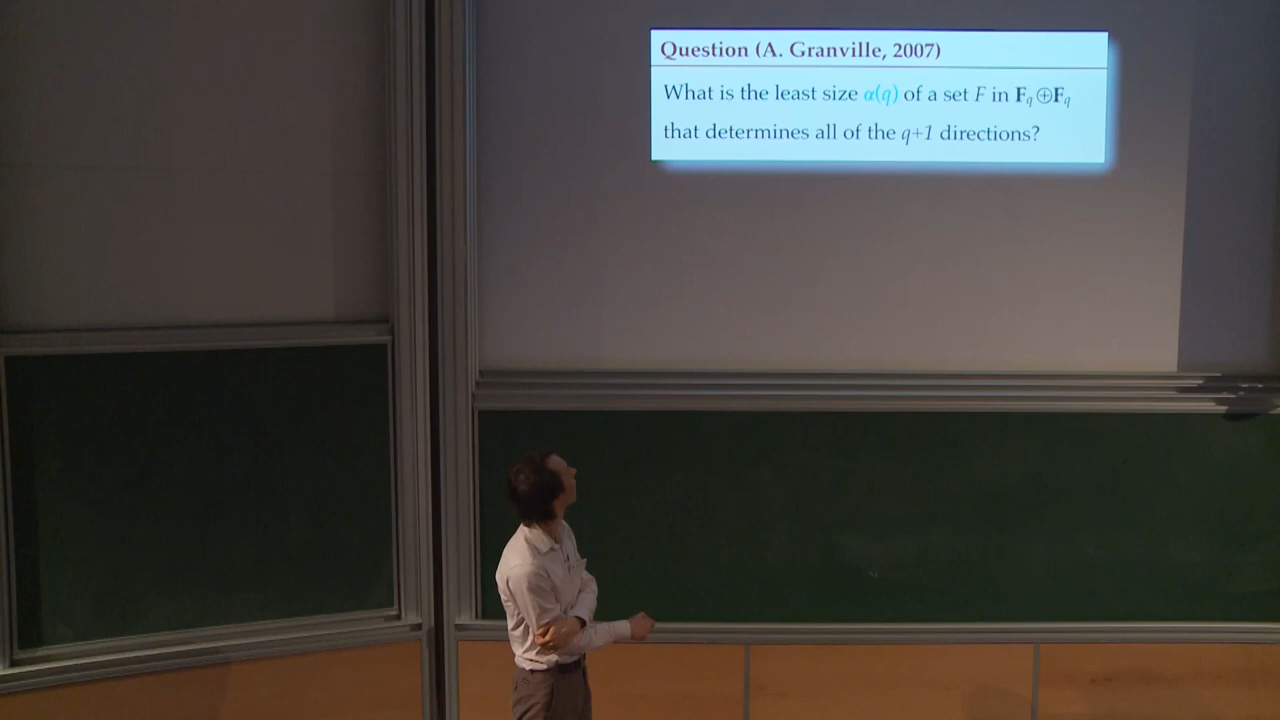 Question (A. Granville, 2007)
What is the least size α(q) of a set F in F_q⊕F_q
that determines all of the q+1 directions?